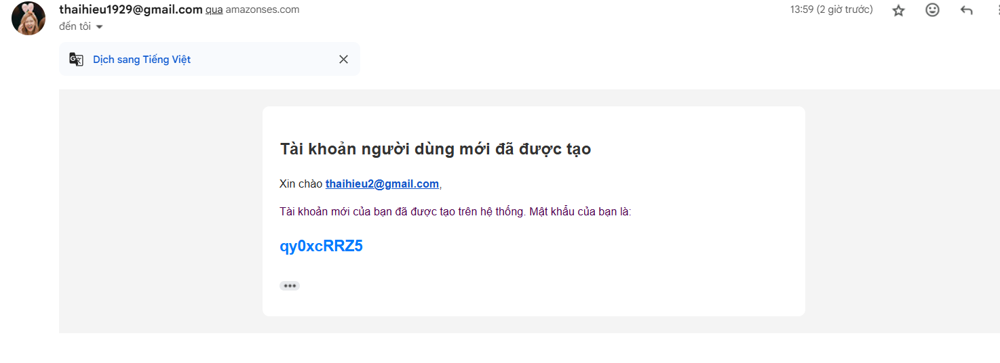 thaihieu1929@gmail.com qua amazonses.com
13:59 (2 giờ trước)
đến tôi
Dịch sang Tiếng Việt
Tài khoản người dùng mới đã được tạo
Xin chào thaihieu2@gmail.com,
Tài khoản mới của bạn đã được tạo trên hệ thống. Mật khẩu của bạn là:
qy0xcRRZ5